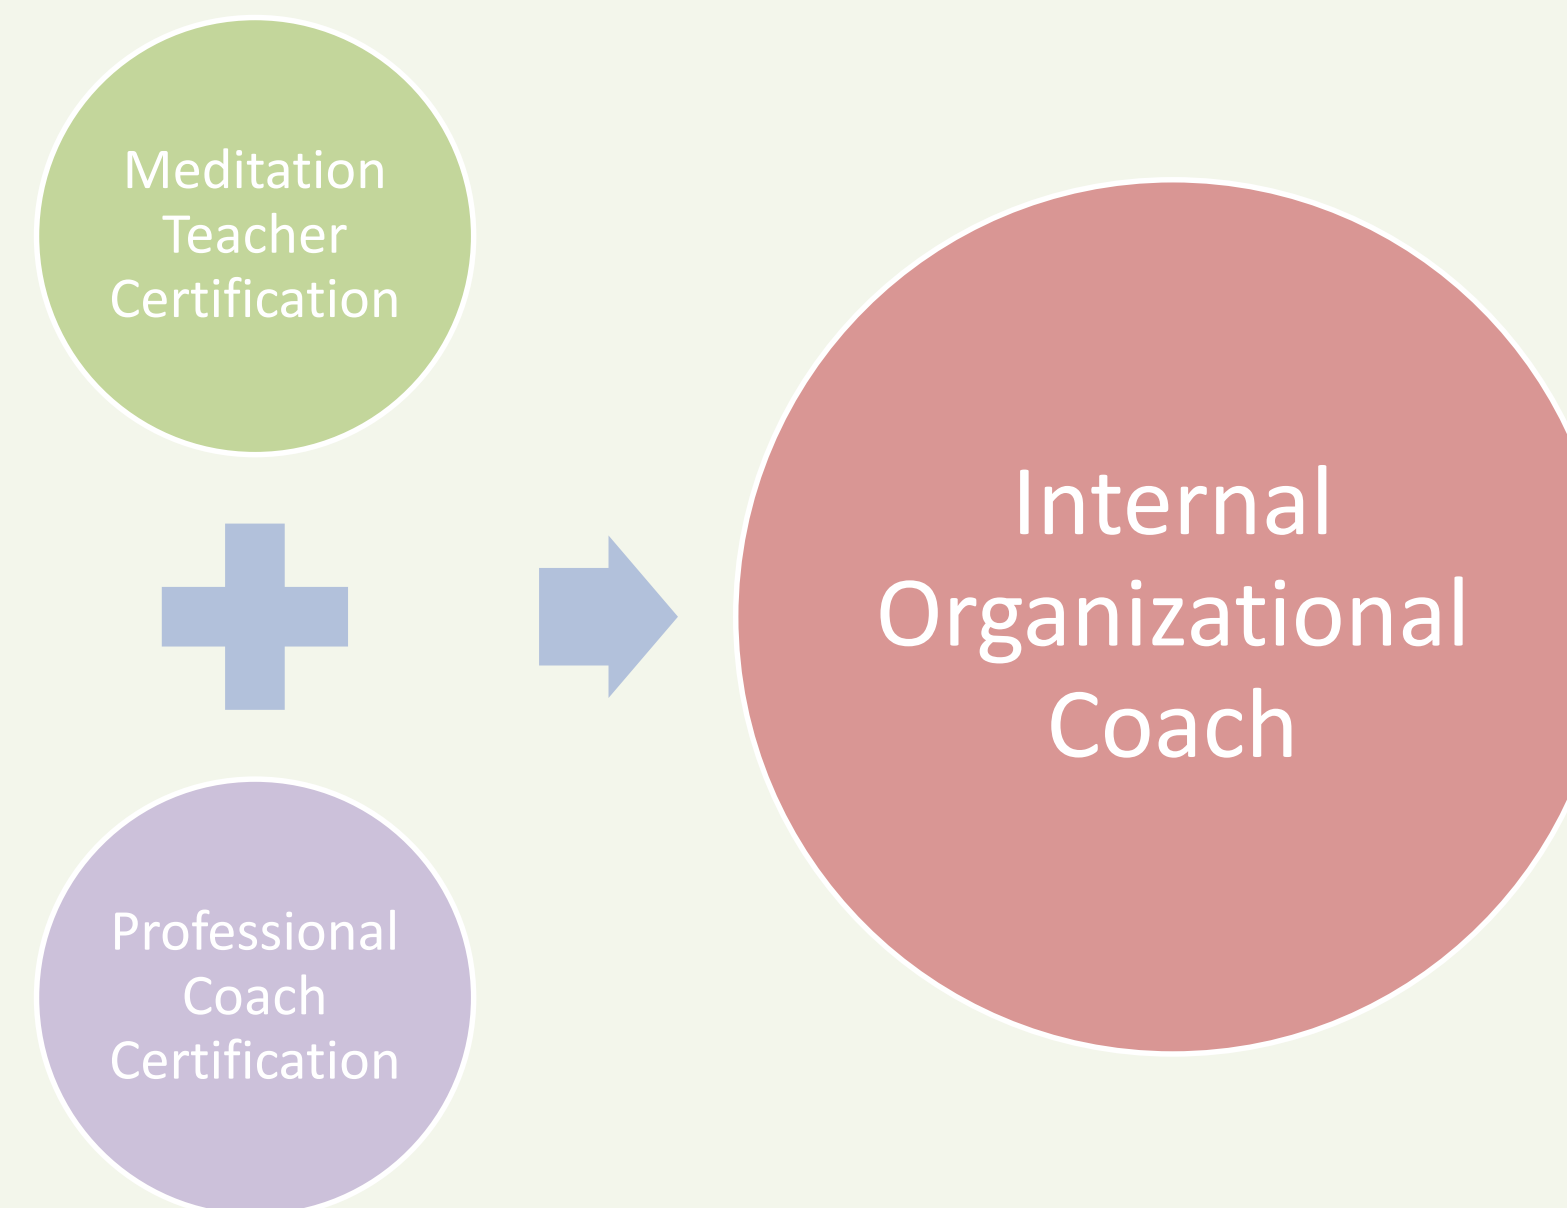 Meditation
Teacher
Certification
Professional
Coach
Certification
Internal
Organizational
Coach